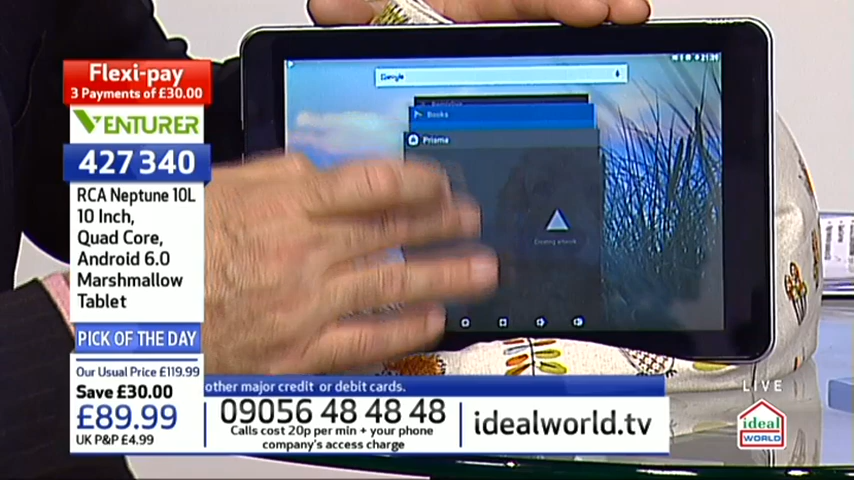 Flexi-pay
3 Payments of £30.00
VENTURER
427 340
RCA Neptune 10L
10 Inch,
Quad Core,
Android 6.0
Marshmallow
Tablet
PICK OF THE DAY
Our Usual Price £119.99
Save £30.00
£89.99
UK P&P £4.99
Google
Books
Prisma
Creating artwork
other major credit or debit cards.
09056 48 48 48
Calls cost 20p per min + your phone
company's access charge
idealworld.tv
LIVE
ideal
WORLD